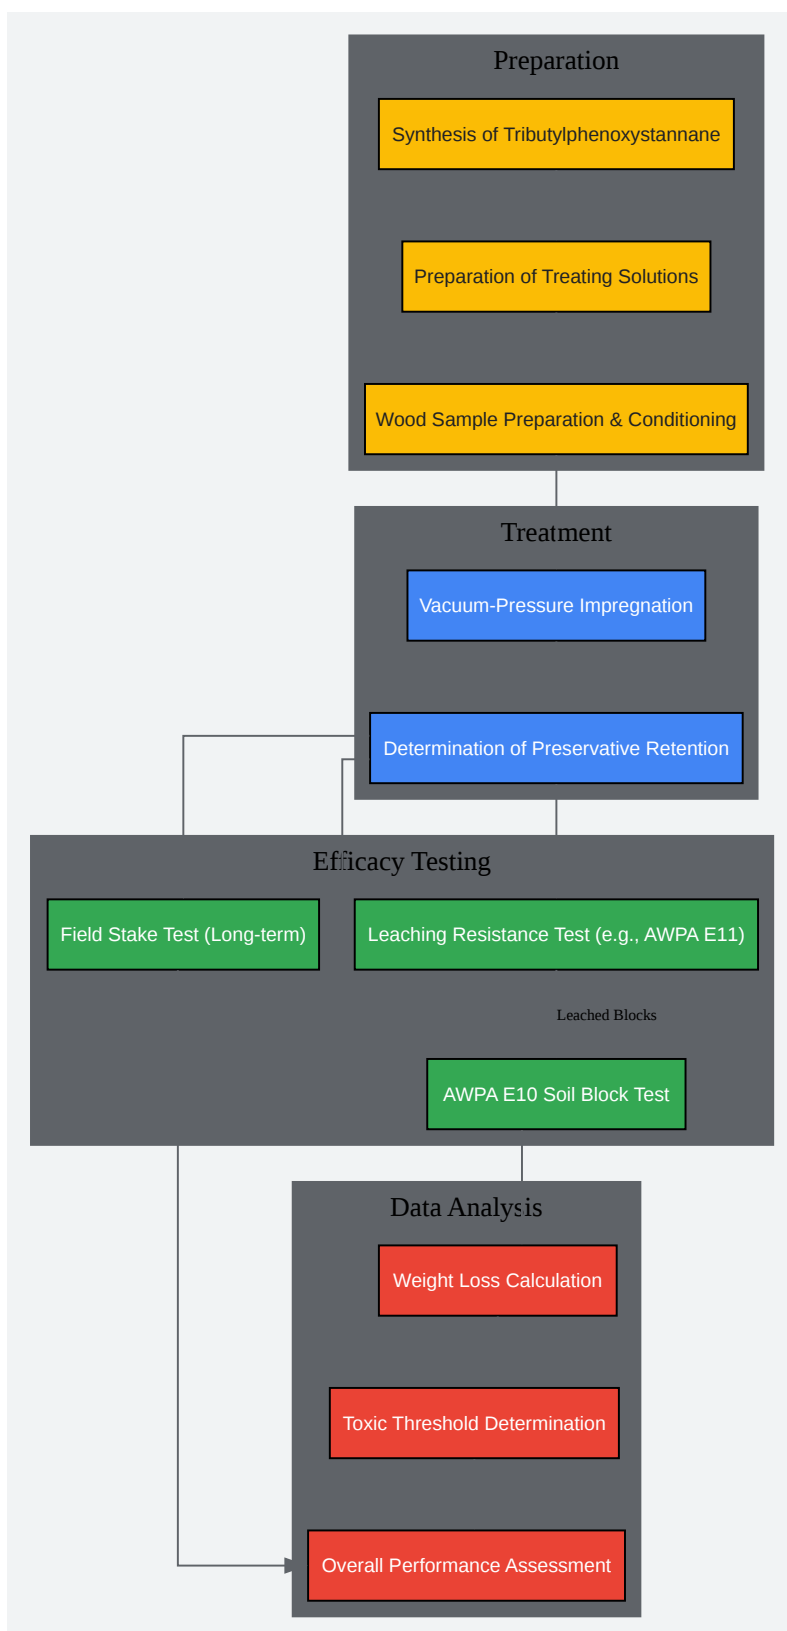 Preparation
Synthesis of Tributylphenoxystannane
Preparation of Treating Solutions
Wood Sample Preparation & Conditioning
Treatment
Vacuum-Pressure Impregnation
Determination of Preservative Retention
Efficacy Testing
Field Stake Test (Long-term)
Leaching Resistance Test (e.g., AWPA E11)
Leached Blocks
AWPA E10 Soil Block Test
Data Analysis
Weight Loss Calculation
Toxic Threshold Determination
Overall Performance Assessment